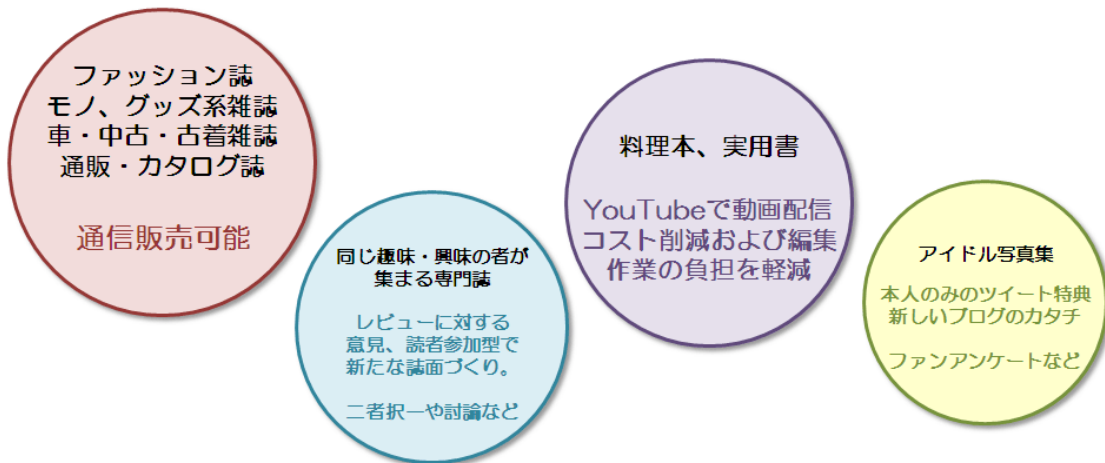 ファッション誌
モノ、グッズ系雑誌
車・中古・古着雑誌
通販・カタログ誌
通信販売可能
同じ趣味・興味の者が
集まる専門誌
レビューに対する
意見、読者参加型で
新たな誌面づくり。
二者択一や討論など
料理本、実用書
YouTubeで動画配信
コスト削減および編集
作業の負担を軽減
アイドル写真集
本人のみのツイート特典
新しいブログのカタチ
ファンアンケートなど